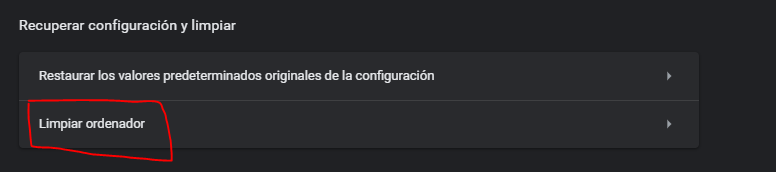 Recuperar configuración y limpiar
Restaurar los valores predeterminados originales de la configuración
Limpiar ordenador